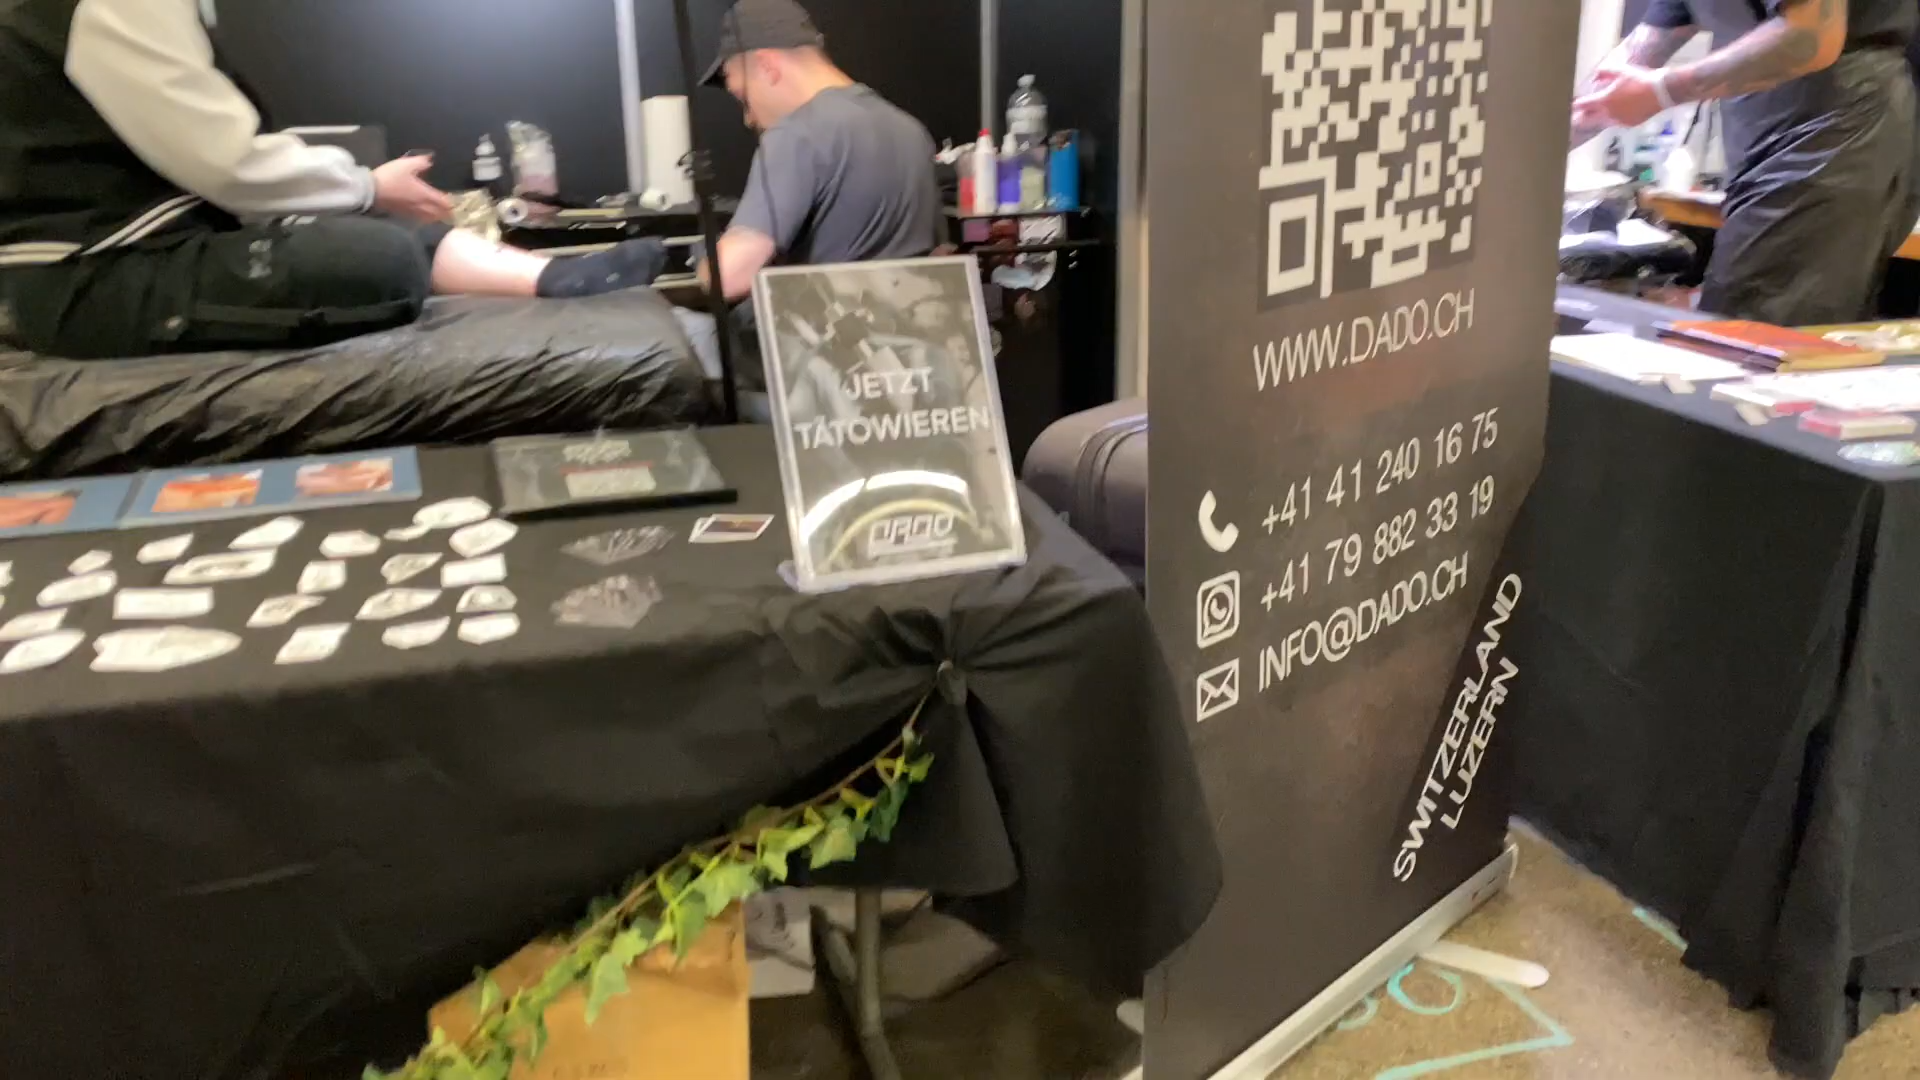 JETZT
TÄTOWIEREN
DADO
WWW.DADO.CH
+41 41 240 16 75
+41 79 882 33 19
INFO@DADO.CH
SWITZERLAND
LUZERN